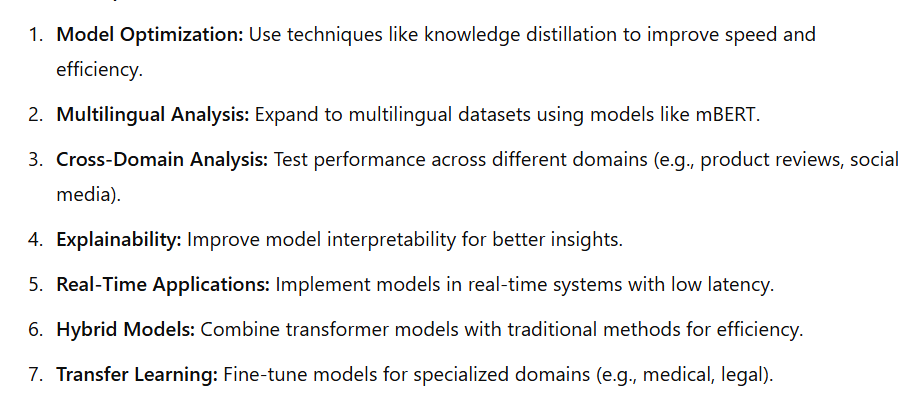 1. Model Optimization: Use techniques like knowledge distillation to improve speed and
efficiency.
2. Multilingual Analysis: Expand to multilingual datasets using models like mBERT.
3. Cross-Domain Analysis: Test performance across different domains (e.g., product reviews, social
media).
4. Explainability: Improve model interpretability for better insights.
5. Real-Time Applications: Implement models in real-time systems with low latency.
6. Hybrid Models: Combine transformer models with traditional methods for efficiency.
7. Transfer Learning: Fine-tune models for specialized domains (e.g., medical, legal).